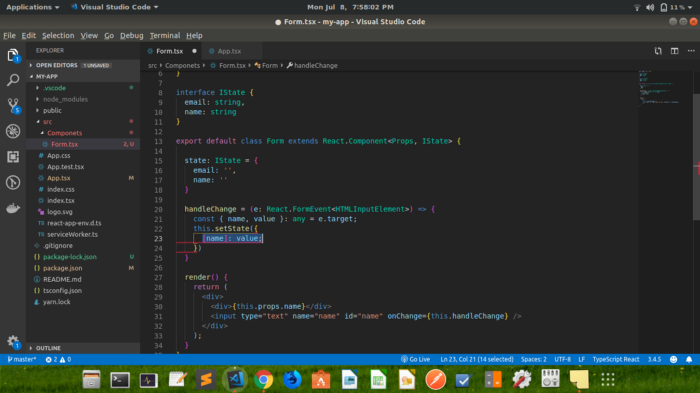 Applications Visual Studio Code Mon Jul 8, 7:58:02 PM 11%
Form.tsx - my-app - Visual Studio Code
File Edit Selection View Go Debug Terminal Help
EXPLORER
OPEN EDITORS 1 UNSAVED
MY-APP
.vscode
node_modules
public
src
Componets
Form.tsx 2, U
App.css
App.test.tsx
App.tsx M
index.css
index.tsx
logo.svg
react-app-env.d.ts
serviceWorker.ts
.gitignore
package-lock.json M
package.json M
README.md
tsconfig.json
yarn.lock
OUTLINE
Form.tsx App.tsx
src Componets Form.tsx Form handleChange
6 }
7
8 interface IState {
9 email: string,
10 name: string
11 }
12
13 export default class Form extends React.Component<Props, IState> {
14
15 state: IState = {
16 email: '',
17 name: ''
18 }
19
20 handleChange = (e: React.FormEvent<HTMLInputElement>) => {
21 const { name, value }: any = e.target;
22 this.setState({
23 [name]: value;
24 })
25 }
26
27 render() {
28 return (
29 <div>
30 <div>{this.props.name}</div>
31 <input type="text" name="name" id="name" onChange={this.handleChange} />
32 </div>
33 );
34 }
master* 2 0 Go Live Ln 23, Col 21 (14 selected) Spaces: 2 UTF-8 LF TypeScript React 3.4.5